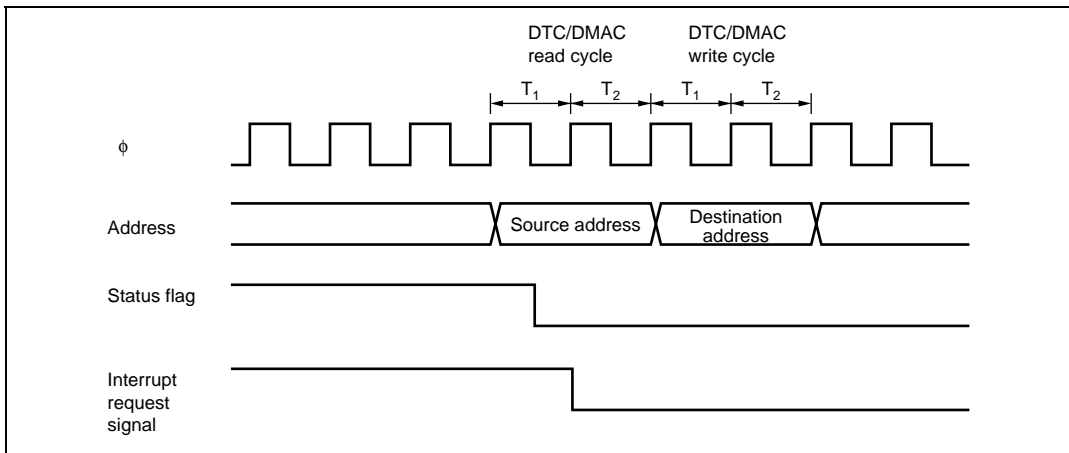 DTC/DMAC DTC/DMAC
read cycle write cycle
T1 T2 T1 T2
ϕ
Address
Source address
Destination
address
Status flag
Interrupt
request
signal